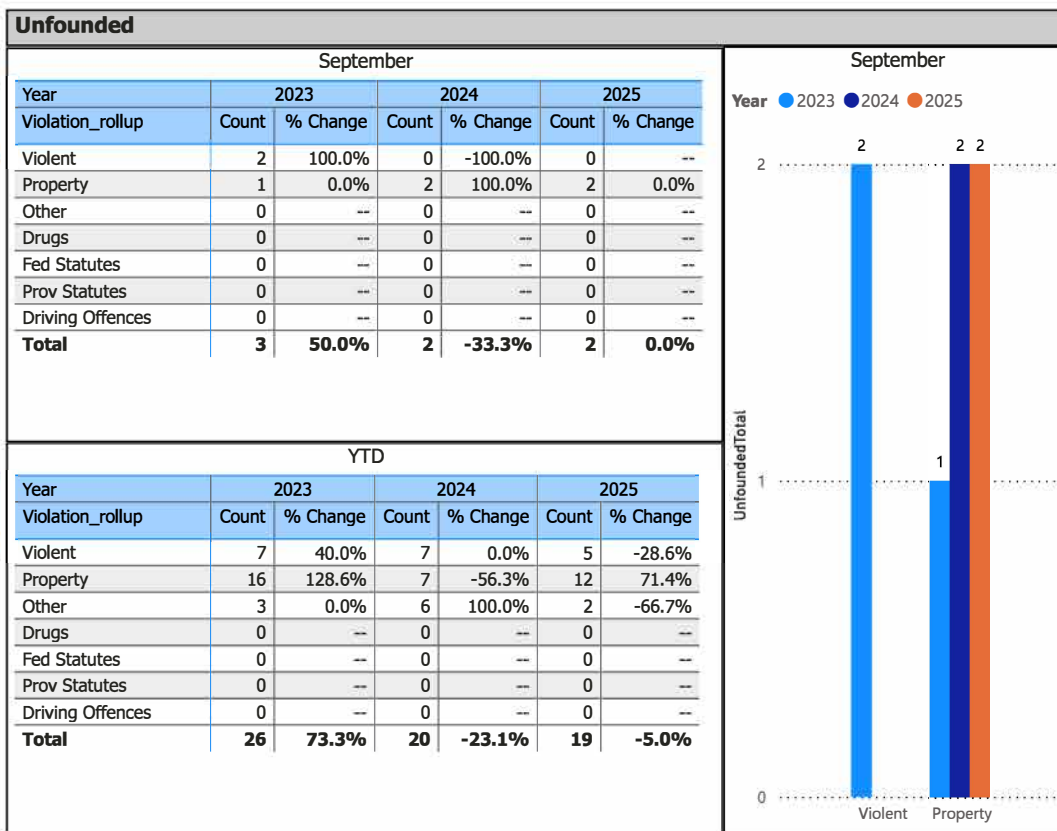 Unfounded
September
Year 2023 2024 2025
Violation_rollup Count % Change Count % Change Count % Change
Violent 2 100.0% 0 -100.0% 0 --
Property 1 0.0% 2 100.0% 2 0.0%
Other 0 -- 0 -- 0 --
Drugs 0 -- 0 -- 0 --
Fed Statutes 0 -- 0 -- 0 --
Prov Statutes 0 -- 0 -- 0 --
Driving Offences 0 -- 0 -- 0 --
Total 3 50.0% 2 -33.3% 2 0.0%
YTD
Year 2023 2024 2025
Violation_rollup Count % Change Count % Change Count % Change
Violent 7 40.0% 7 0.0% 5 -28.6%
Property 16 128.6% 7 -56.3% 12 71.4%
Other 3 0.0% 6 100.0% 2 -66.7%
Drugs 0 -- 0 -- 0 --
Fed Statutes 0 -- 0 -- 0 --
Prov Statutes 0 -- 0 -- 0 --
Driving Offences 0 -- 0 -- 0 --
Total 26 73.3% 20 -23.1% 19 -5.0%
September
Year 2023 2024 2025
2 2 2
2
1
1
0
UnfoundedTotal
Violent Property